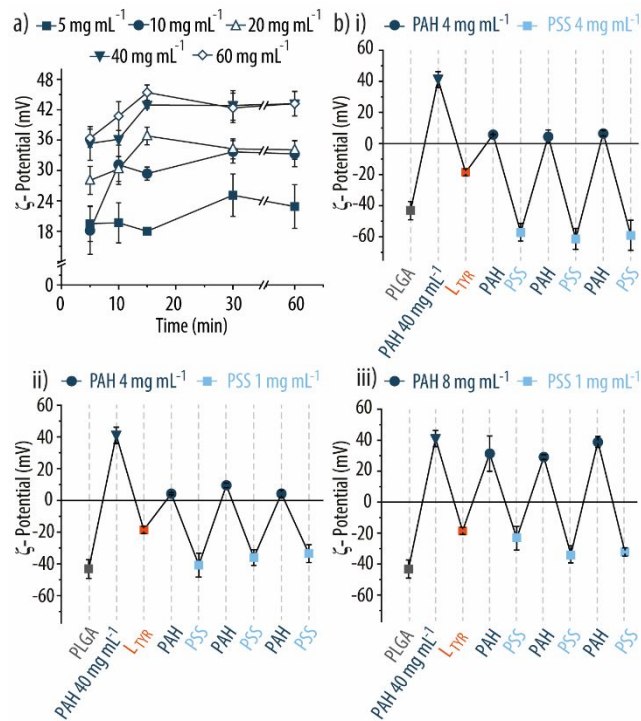 a)
5 mg mL⁻¹ 10 mg mL⁻¹ 20 mg mL⁻¹
40 mg mL⁻¹ 60 mg mL⁻¹
ζ- Potential (mV)
48
42
36
30
24
18
0
0 10 20 30 60
Time (min)
b) i) PAH 4 mg mL⁻¹ PSS 4 mg mL⁻¹
ζ- Potential (mV)
60
40
20
0
-20
-40
-60
PLGA
PAH 40 mg mL⁻¹
L TYR
PAH
PSS
PAH
PSS
PAH
PSS
ii) PAH 4 mg mL⁻¹ PSS 1 mg mL⁻¹
ζ- Potential (mV)
60
40
20
0
-20
-40
-60
PLGA
PAH 40 mg mL⁻¹
L TYR
PAH
PSS
PAH
PSS
PAH
PSS
iii) PAH 8 mg mL⁻¹ PSS 1 mg mL⁻¹
ζ- Potential (mV)
60
40
20
0
-20
-40
-60
PLGA
PAH 40 mg mL⁻¹
L TYR
PAH
PSS
PAH
PSS
PAH
PSS